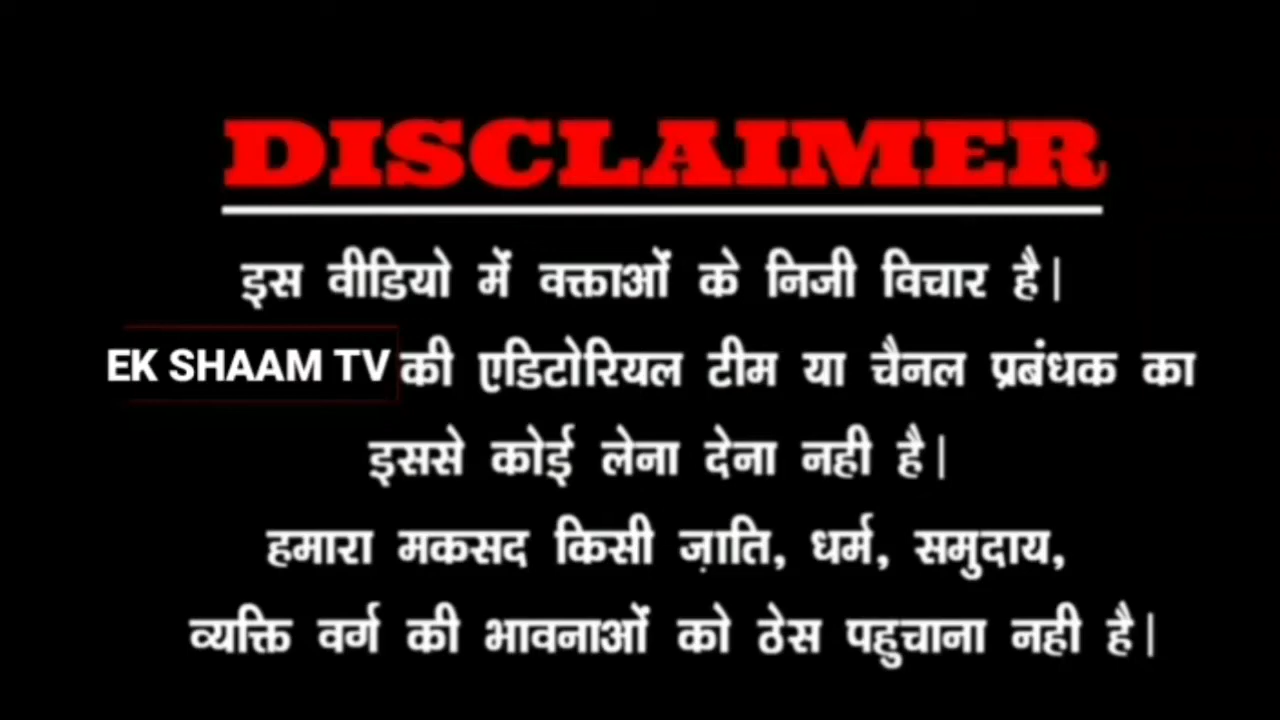 DISCLAIMER
इस वीडियो में वक्ताओं के निजी विचार है|
EK SHAAM TV की एडिटोरियल टीम या चैनल प्रबंधक का
इससे कोई लेना देना नही है|
हमारा मकसद किसी ज़ाति, धर्म, समुदाय,
व्यक्ति वर्ग की भावनाओं को ठेस पहुचाना नही है|